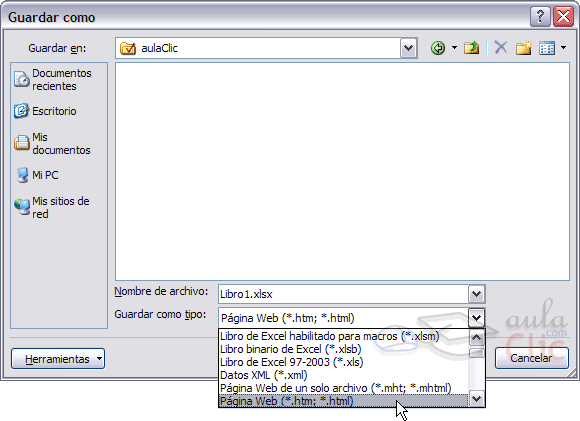 Guardar como
Guardar en:
aulaClic
Documentos
recientes
Escritorio
Mis
documentos
Mi PC
Mis sitios de
red
Nombre de archivo:
Libro1.xlsx
Guardar como tipo:
Página Web (*.htm; *.html)
Libro de Excel habilitado para macros (*.xlsm)
Libro binario de Excel (*.xlsb)
Libro de Excel 97-2003 (*.xls)
Datos XML (*.xml)
Página Web de un solo archivo (*.mht; *.mhtml)
Página Web (*.htm; *.html)
Herramientas
Cancelar
aula
.com
Clic